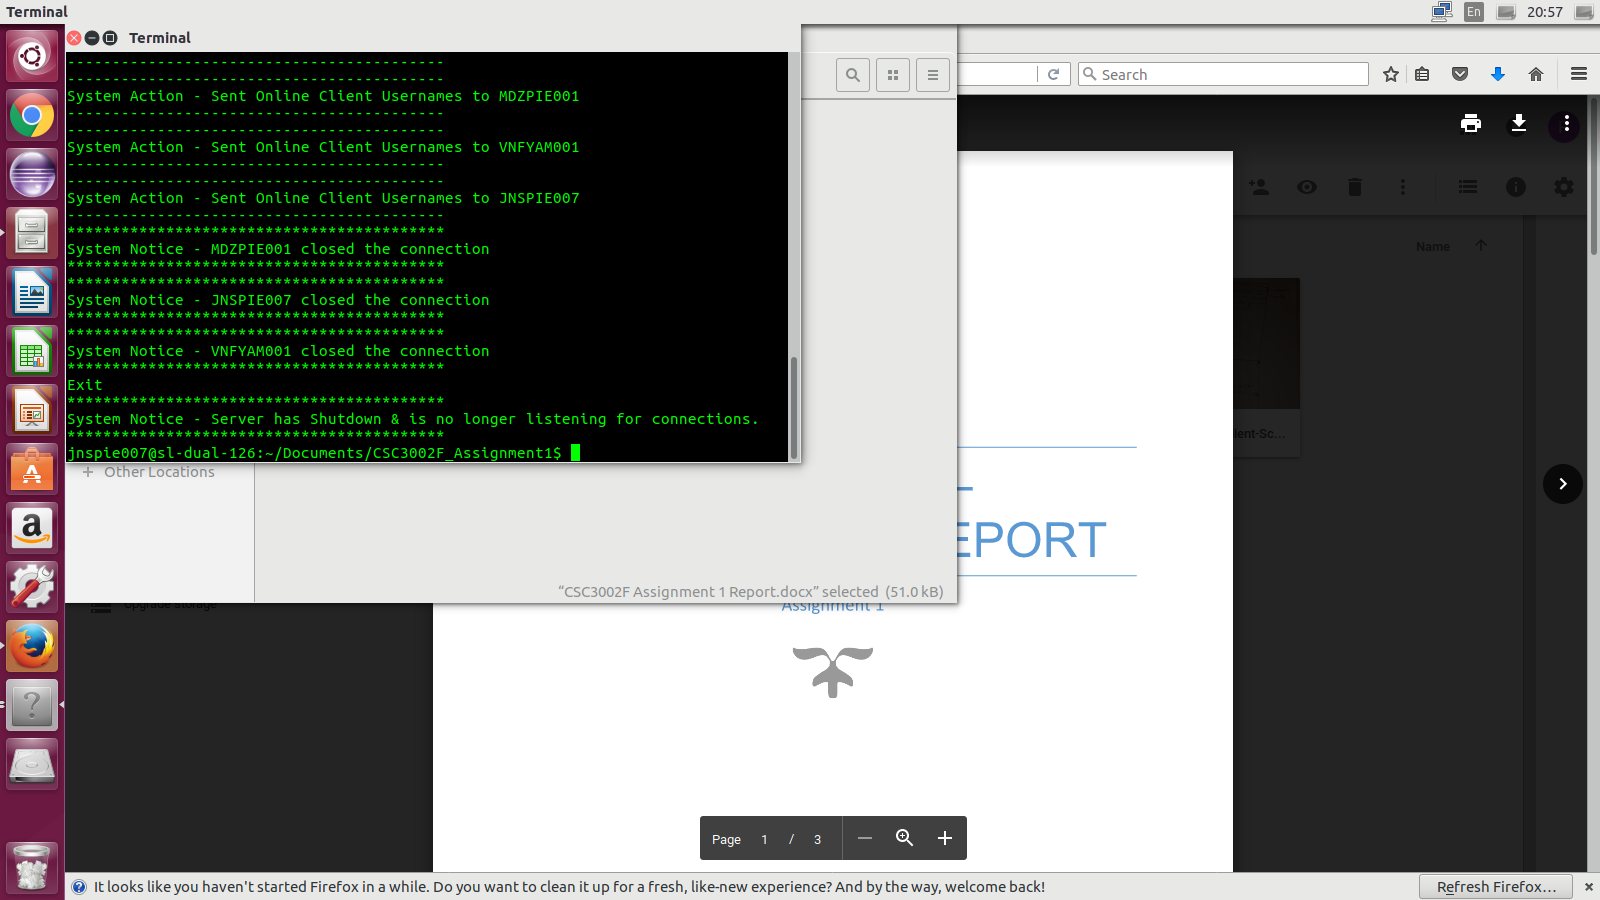 Terminal
En
20:57
Terminal
-----------------------------------------
-----------------------------------------
System Action - Sent Online Client Usernames to MDZPIE001
-----------------------------------------
-----------------------------------------
System Action - Sent Online Client Usernames to VNFYAM001
-----------------------------------------
-----------------------------------------
System Action - Sent Online Client Usernames to JNSPIE007
-----------------------------------------
*****************************************
System Notice - MDZPIE001 closed the connection
*****************************************
*****************************************
System Notice - JNSPIE007 closed the connection
*****************************************
*****************************************
System Notice - VNFYAM001 closed the connection
*****************************************
Exit
*****************************************
System Notice - Server has Shutdown & is no longer listening for connections.
*****************************************
jnspie007@sl-dual-126:~/Documents/CSC3002F_Assignment1$
Other Locations
“CSC3002F Assignment 1 Report.docx” selected (51.0 kB)
Search
Name
ient-Sc...
EPORT
Assignment 1
Upgrade storage
Page 1 / 3
It looks like you haven't started Firefox in a while. Do you want to clean it up for a fresh, like-new experience? And by the way, welcome back!
Refresh Firefox...